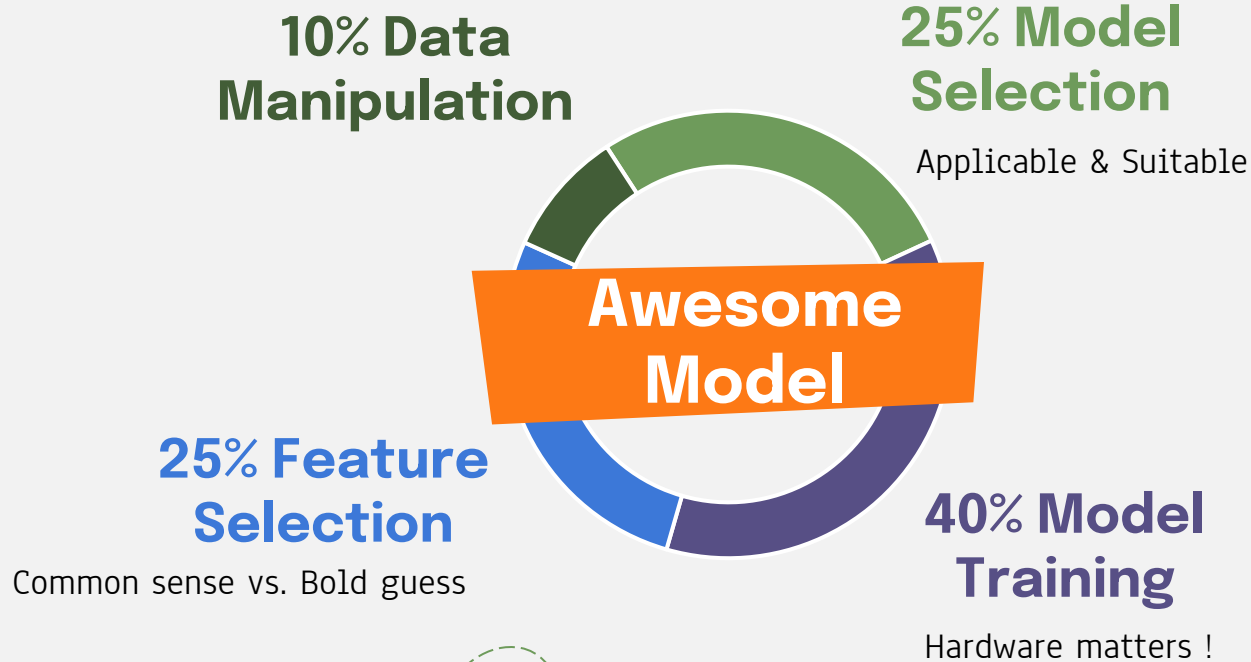 10% Data
Manipulation
25% Model
Selection
Applicable & Suitable
Awesome
Model
25% Feature
Selection
Common sense vs. Bold guess
40% Model
Training
Hardware matters !